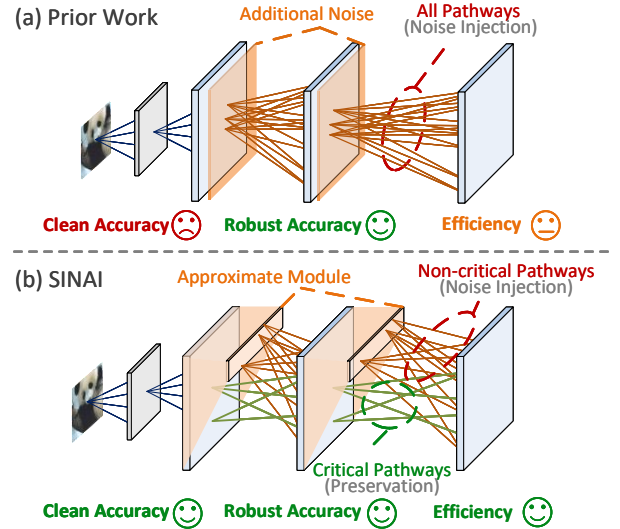 (a) Prior Work
Additional Noise
All Pathways
(Noise Injection)
Clean Accuracy
Robust Accuracy
Efficiency
(b) SINAI
Approximate Module
Non-critical Pathways
(Noise Injection)
Critical Pathways
(Preservation)
Clean Accuracy
Robust Accuracy
Efficiency